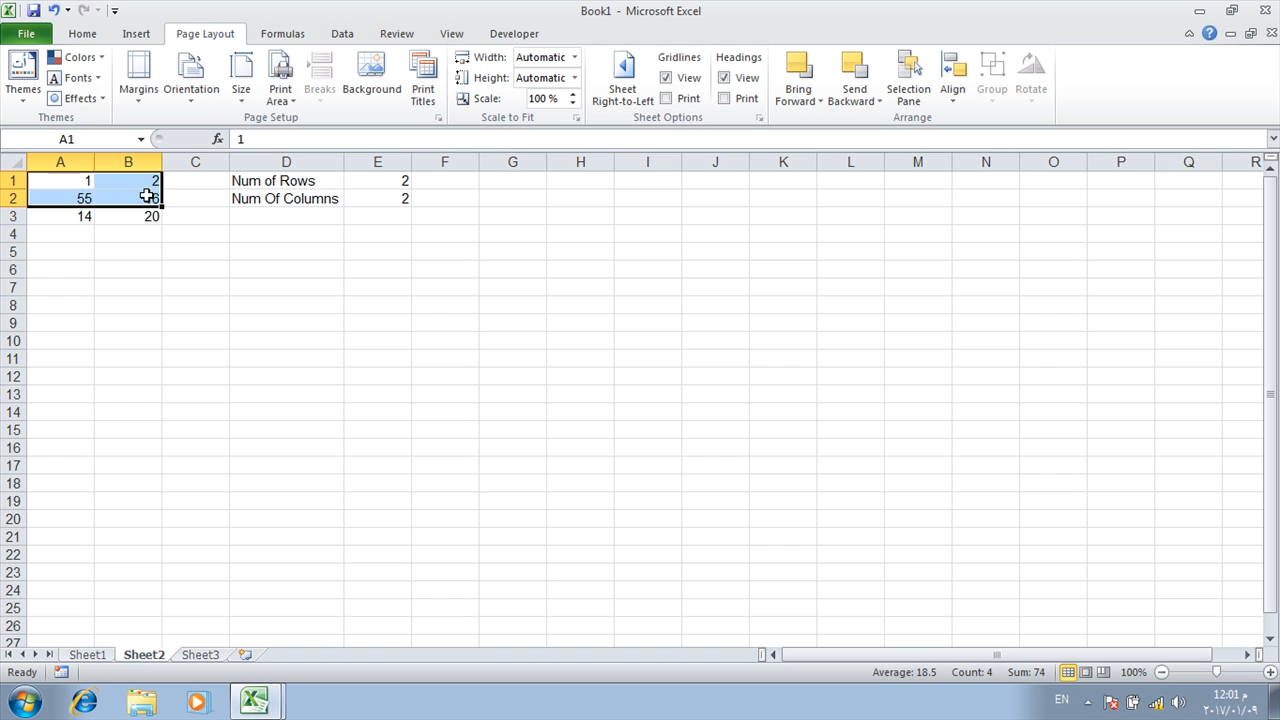 Book1 - Microsoft Excel
File Home Insert Page Layout Formulas Data Review View Developer
Themes
Colors
Fonts
Effects
Themes
Margins
Orientation
Size
Print Area
Breaks
Background
Print Titles
Page Setup
Width: Automatic
Height: Automatic
Scale: 100 %
Scale to Fit
Sheet Right-to-Left
Gridlines
View
Print
Headings
View
Print
Sheet Options
Bring Forward
Send Backward
Selection Pane
Align
Group
Rotate
Arrange
A1 fx 1
A B C D E F G H I J K L M N O P Q R
1 1 2 Num of Rows 2
2 55 Num Of Columns 2
3 14 20
4
5
6
7
8
9
10
11
12
13
14
15
16
17
18
19
20
21
22
23
24
25
26
27
Sheet1 Sheet2 Sheet3
Ready Average: 18.5 Count: 4 Sum: 74 100%
EN 12:01 م
٢٠١٧/٠١/٠٩